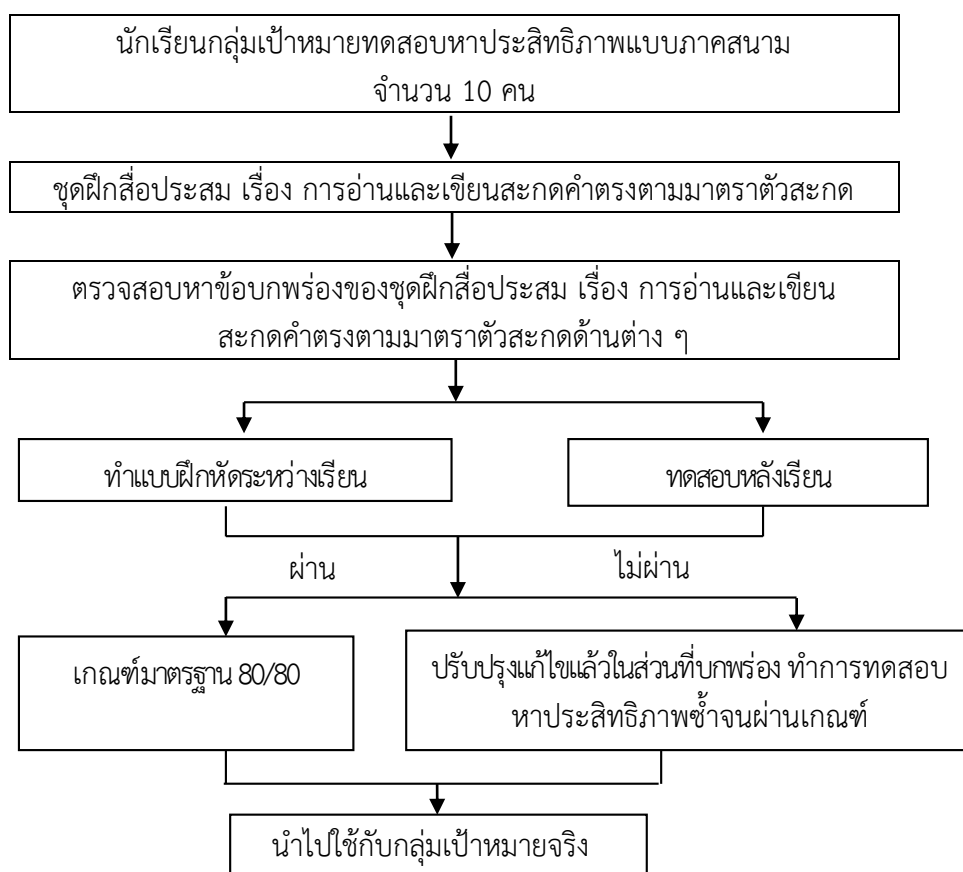 นักเรียนกลุ่มเป้าหมายทดสอบหาประสิทธิภาพแบบภาคสนาม
จำนวน 10 คน
ชุดฝึกสื่อประสม เรื่อง การอ่านและเขียนสะกดคำตรงตามมาตราตัวสะกด
ตรวจสอบหาข้อบกพร่องของชุดฝึกสื่อประสม เรื่อง การอ่านและเขียน
สะกดคำตรงตามมาตราตัวสะกดด้านต่าง ๆ
ทำแบบฝึกหัดระหว่างเรียน
ทดสอบหลังเรียน
ผ่าน
ไม่ผ่าน
เกณฑ์มาตรฐาน 80/80
ปรับปรุงแก้ไขแล้วในส่วนที่บกพร่อง ทำการทดสอบ
หาประสิทธิภาพซ้ำจนผ่านเกณฑ์
นำไปใช้กับกลุ่มเป้าหมายจริง